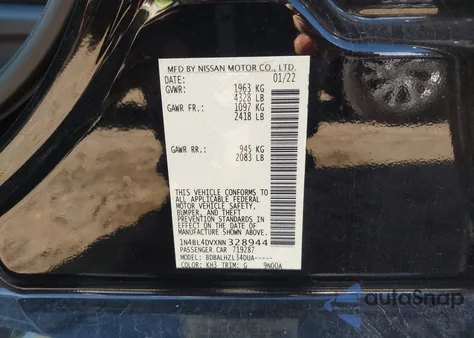 MFD BY NISSAN MOTOR CO., LTD.
DATE: 01/22
GVWR: 1963 KG
4328 LB
GAWR FR.: 1097 KG
2418 LB
GAWR RR.: 945 KG
2083 LB
THIS VEHICLE CONFORMS TO
ALL APPLICABLE FEDERAL
MOTOR VEHICLE SAFETY,
BUMPER, AND THEFT
PREVENTION STANDARDS
IN EFFECT ON THE DATE OF
MANUFACTURE SHOWN ABOVE.
1N4BL4DVXNN328944
PASSENGER CAR 719287
MODEL: BDBALHZL34DUA-----
COLOR: KH3 TRIM: G 9N00A
autoSnap